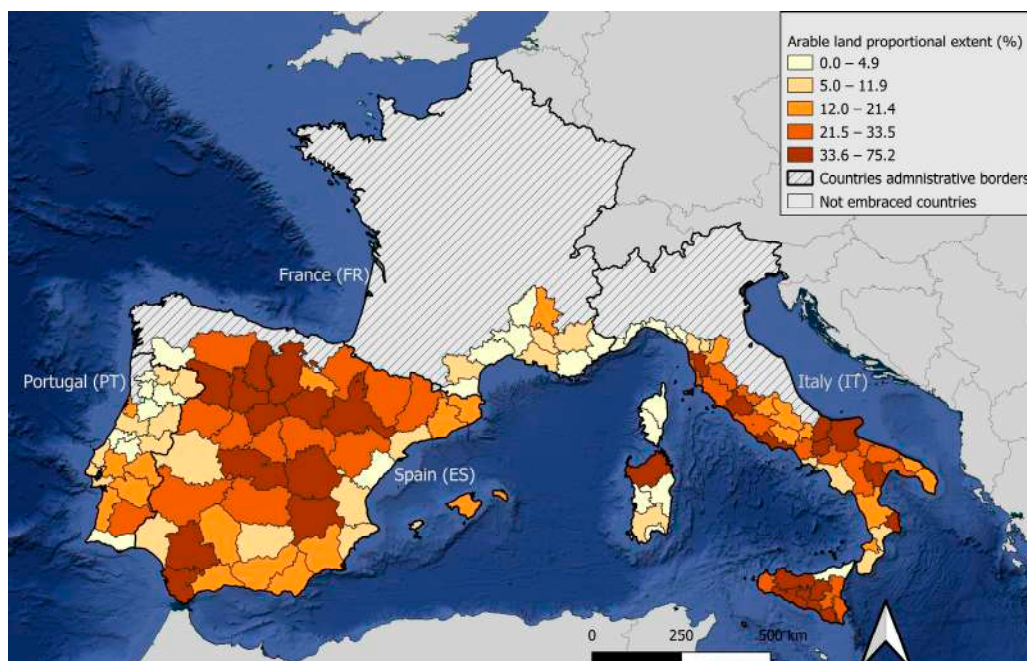 Arable land proportional extent (%)
0.0 – 4.9
5.0 – 11.9
12.0 – 21.4
21.5 – 33.5
33.6 – 75.2
Countries admnistrative borders
Not embraced countries
France (FR)
Portugal (PT)
Italy (IT)
Spain (ES)
0 250 500 km